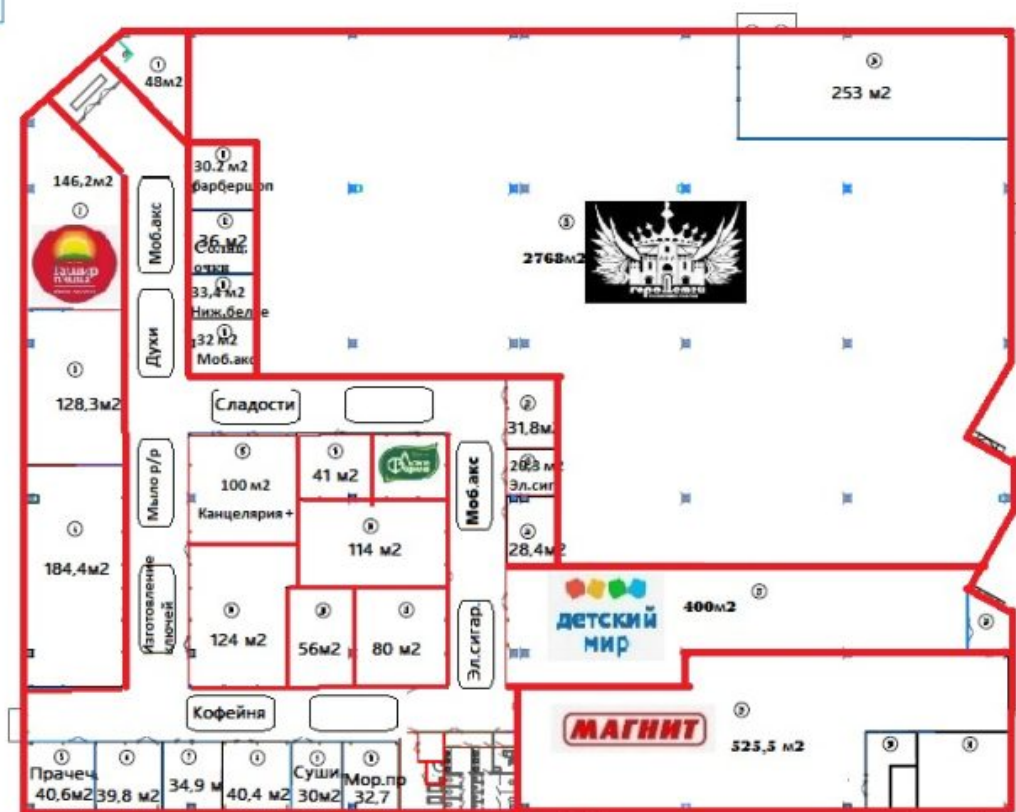 48м2
253 м2
146,2м2
30.2 м2
барбершоп
Моб.акс
36 м2
Солнц.
очки
2768м2
Ташир
пицца
33,4 м2
Ниж.белье
Духи
32 м2
Моб.акс
128,3м2
Сладости
31,8м2
Мыло р/р
100 м2
Канцелярия +
41 м2
Моб.акс
Эл.сиг
184,4м2
114 м2
28,4м2
Изготовление
ключей
124 м2
56м2
80 м2
Эл.сигар.
детский
мир
400м2
Кофейня
МАГНИТ
525,5 м2
Прачеч.
40,6м2
39,8 м2
34,9 м
40,4 м2
Суши
30м2
Мор.пр
32,7